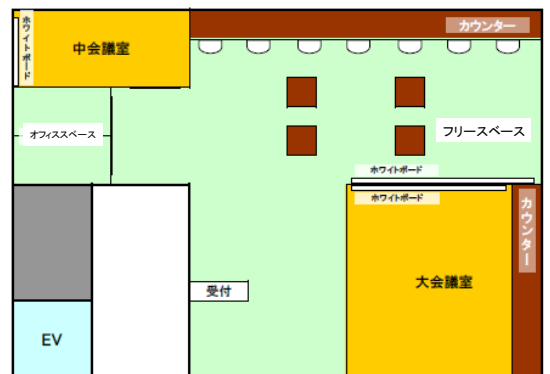 ホワイトボード
中会議室
カウンター
オフィススペース
フリースペース
ホワイトボード
ホワイトボード
カウンター
大会議室
受付
EV